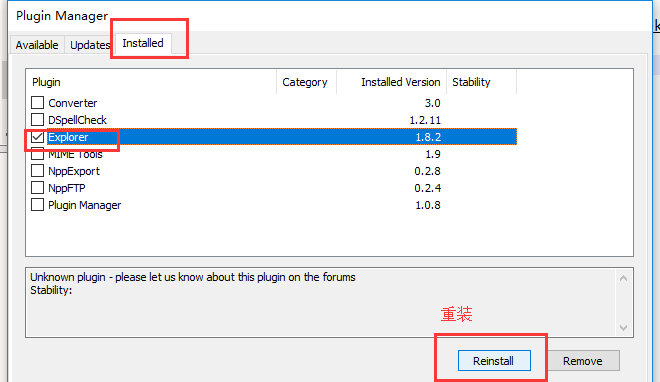 Plugin Manager
Available Updates Installed
Plugin Category Installed Version Stability
Converter 3.0
DSpellCheck 1.2.11
Explorer 1.8.2
MIME Tools 1.9
NppExport 0.2.8
NppFTP 0.2.4
Plugin Manager 1.0.8
Unknown plugin - please let us know about this plugin on the forums
Stability:
重装
Reinstall Remove